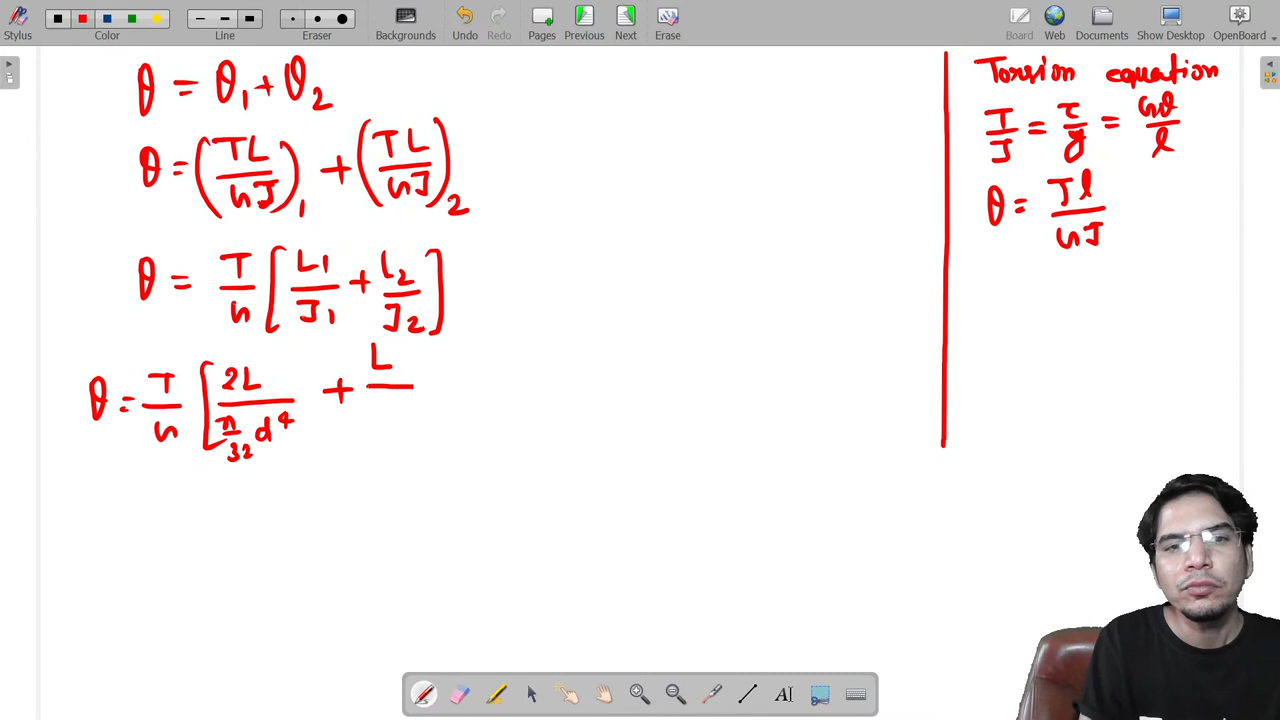 Stylus Color Line Eraser Backgrounds Undo Redo Pages Previous Next Erase Board Web Documents Show Desktop OpenBoard
θ = θ₁ + θ₂
θ = (TL/GJ)₁ + (TL/GJ)₂
θ = T/G [L₁/J₁ + L₂/J₂]
θ = T/G [2L/(π/32 d⁴) + L/
Torsion equation
T/J = τ/y = Gθ/l
θ = Tl/GJ
AI